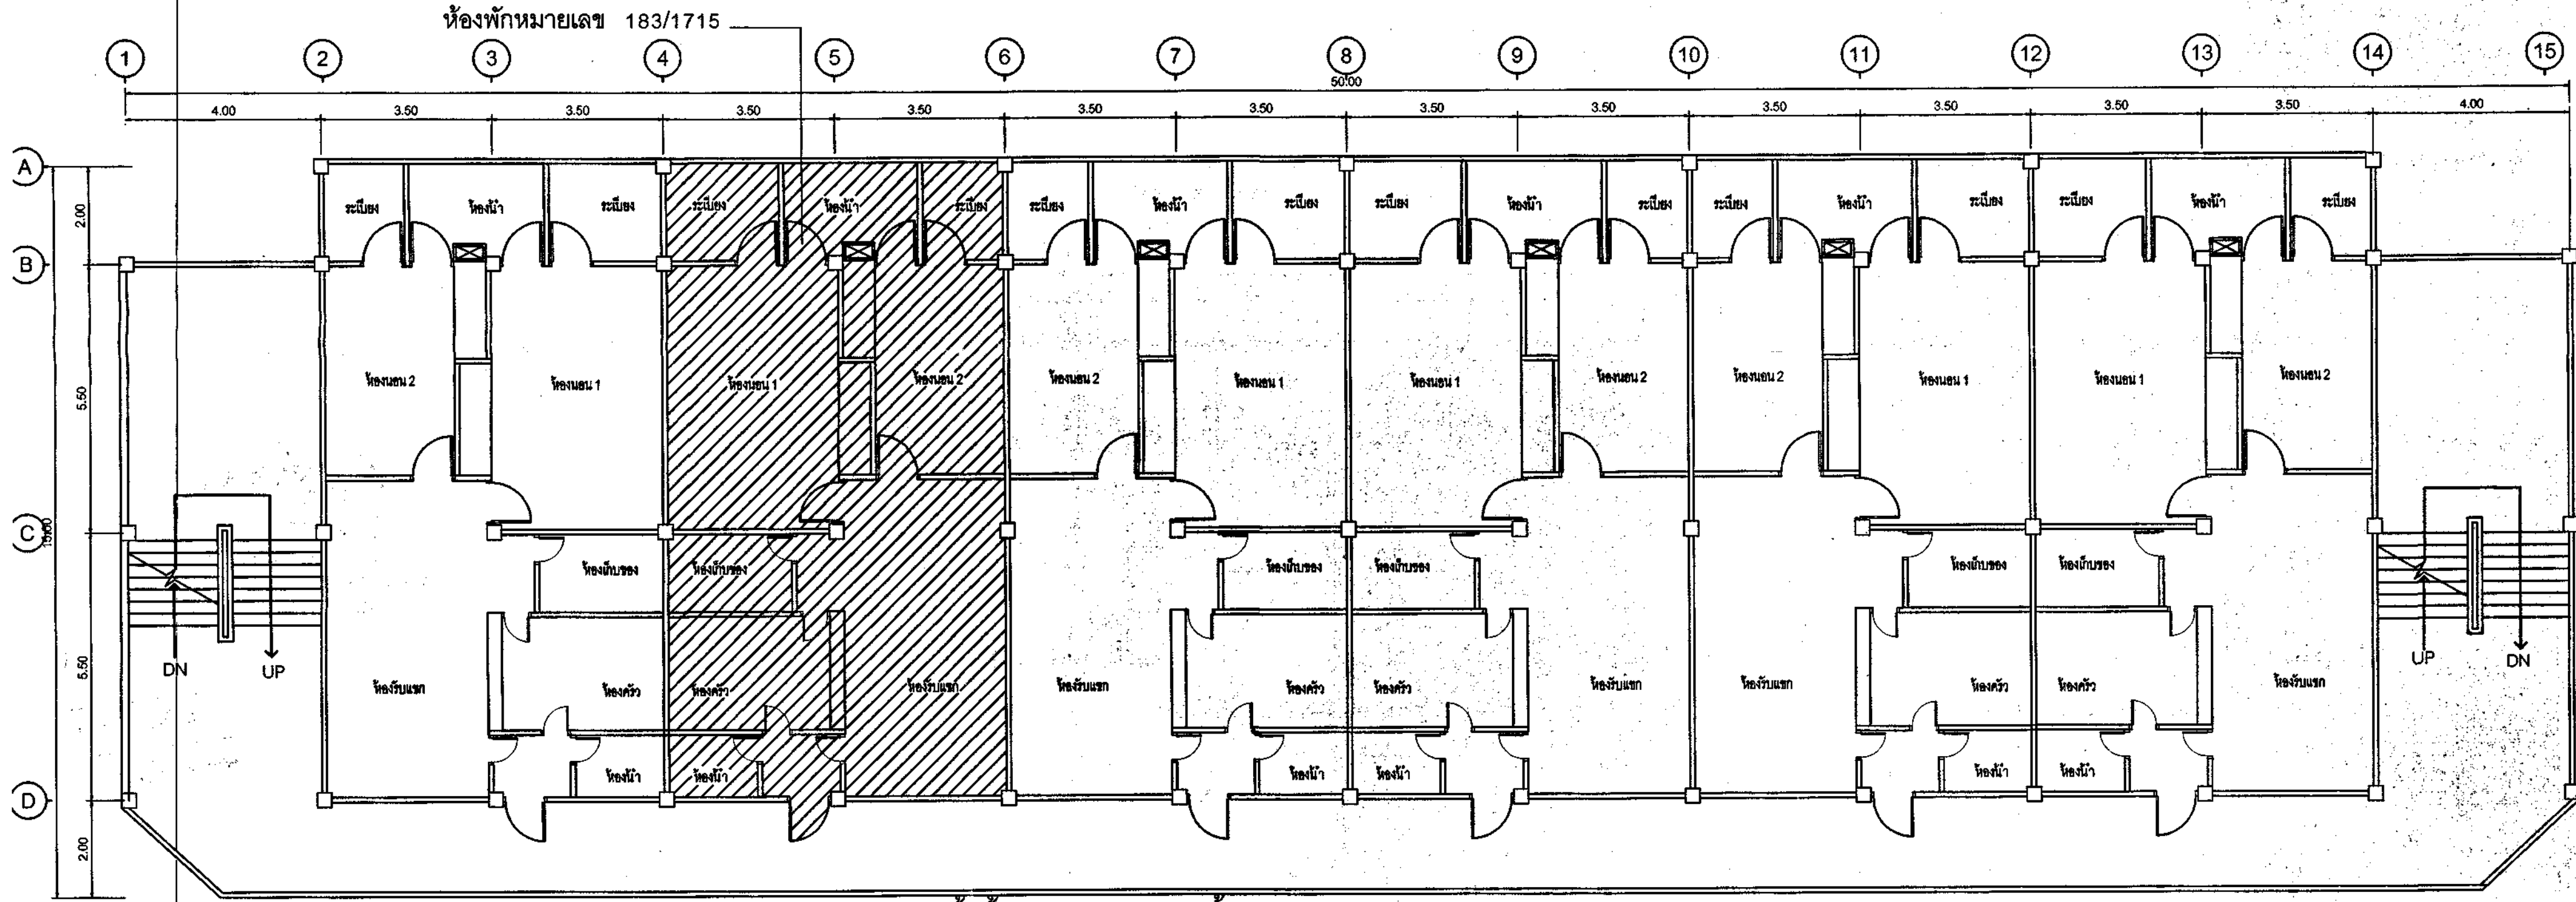 ห้องพักหมายเลข 183/1715
1 2 3 4 5 6 7 8 9 10 11 12 13 14 15
50.00
4.00 3.50 3.50 3.50 3.50 3.50 3.50 3.50 3.50 3.50 3.50 3.50 3.50 4.00
A
2.00
ระเบียง ห้องน้ำ ระเบียง ระเบียง ห้องน้ำ ระเบียง ระเบียง ห้องน้ำ ระเบียง ระเบียง ห้องน้ำ ระเบียง ระเบียง ห้องน้ำ ระเบียง ระเบียง ห้องน้ำ ระเบียง
B
5.50
ห้องนอน 2 ห้องนอน 1 ห้องนอน 1 ห้องนอน 2 ห้องนอน 2 ห้องนอน 1 ห้องนอน 1 ห้องนอน 2 ห้องนอน 2 ห้องนอน 1 ห้องนอน 1 ห้องนอน 2
C
ห้องเก็บของ ห้องเก็บของ ห้องเก็บของ ห้องเก็บของ ห้องเก็บของ ห้องเก็บของ
DN UP UP DN
5.50
ห้องรับแขก ห้องครัว ห้องครัว ห้องรับแขก ห้องรับแขก ห้องครัว ห้องครัว ห้องรับแขก ห้องรับแขก ห้องครัว ห้องครัว ห้องรับแขก
ห้องน้ำ ห้องน้ำ ห้องน้ำ ห้องน้ำ ห้องน้ำ ห้องน้ำ
D
2.00